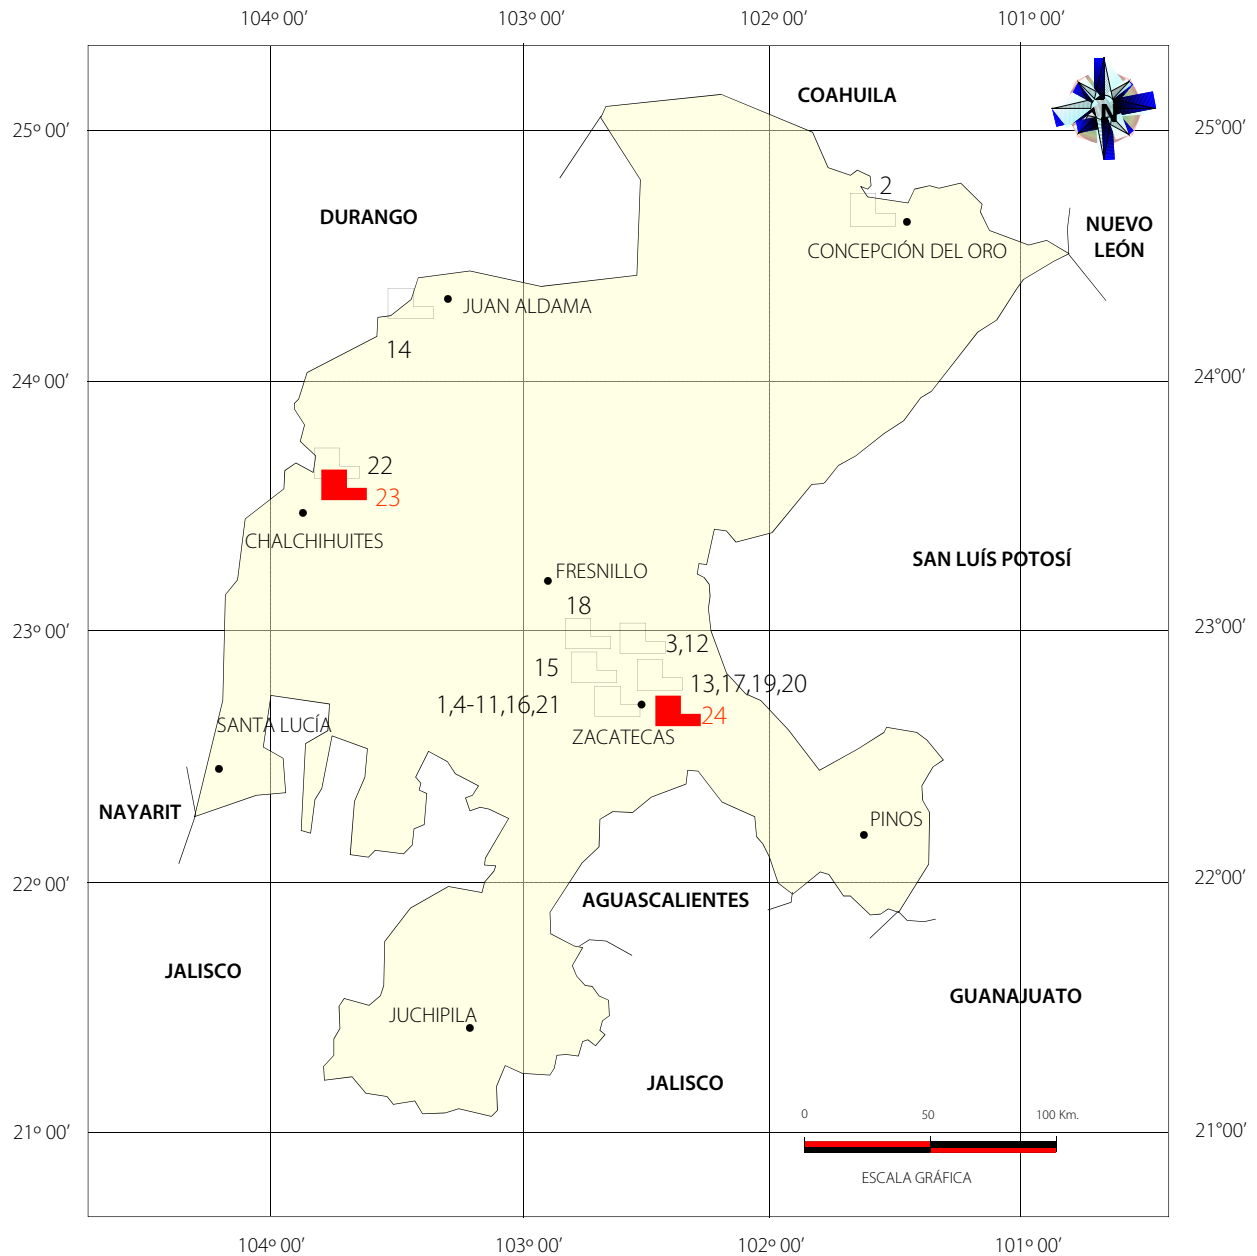 104º 00’
103º 00’
102º 00’
101º 00’
COAHUILA
N
25º 00’
25°00’
2
DURANGO
NUEVO
LEÓN
CONCEPCIÓN DEL ORO
JUAN ALDAMA
14
24º 00’
24°00’
22
23
CHALCHIHUITES
SAN LUÍS POTOSÍ
FRESNILLO
18
23º 00’
23°00’
3,12
15
13,17,19,20
1,4-11,16,21
24
SANTA LUCÍA
ZACATECAS
NAYARIT
PINOS
22º 00’
22°00’
AGUASCALIENTES
JALISCO
GUANAJUATO
JUCHIPILA
JALISCO
0
50
100 Km.
21º 00’
21°00’
ESCALA GRÁFICA
104º 00’
103º 00’
102º 00’
101º 00’